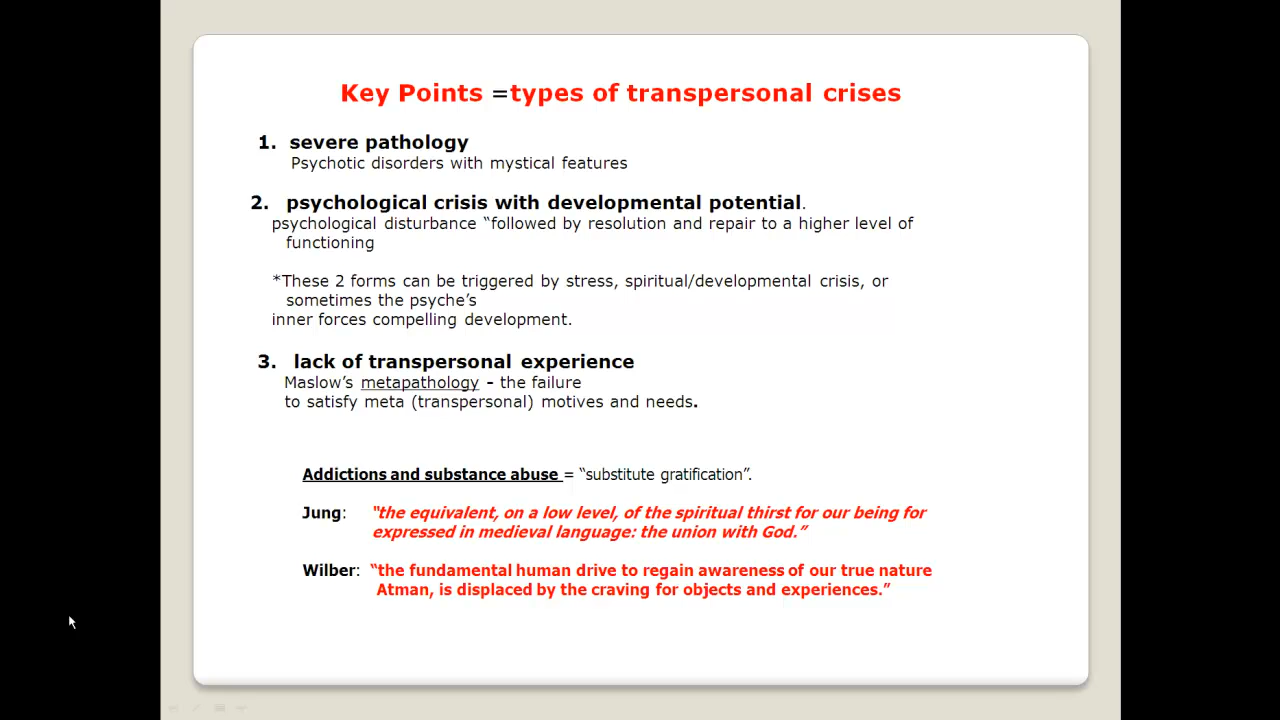 Key Points =types of transpersonal crises
1. severe pathology
Psychotic disorders with mystical features
2. psychological crisis with developmental potential.
psychological disturbance “followed by resolution and repair to a higher level of
functioning
*These 2 forms can be triggered by stress, spiritual/developmental crisis, or
sometimes the psyche’s
inner forces compelling development.
3. lack of transpersonal experience
Maslow’s metapathology - the failure
to satisfy meta (transpersonal) motives and needs.
Addictions and substance abuse = “substitute gratification”.
Jung: “the equivalent, on a low level, of the spiritual thirst for our being for
expressed in medieval language: the union with God.”
Wilber: “the fundamental human drive to regain awareness of our true nature
Atman, is displaced by the craving for objects and experiences.”